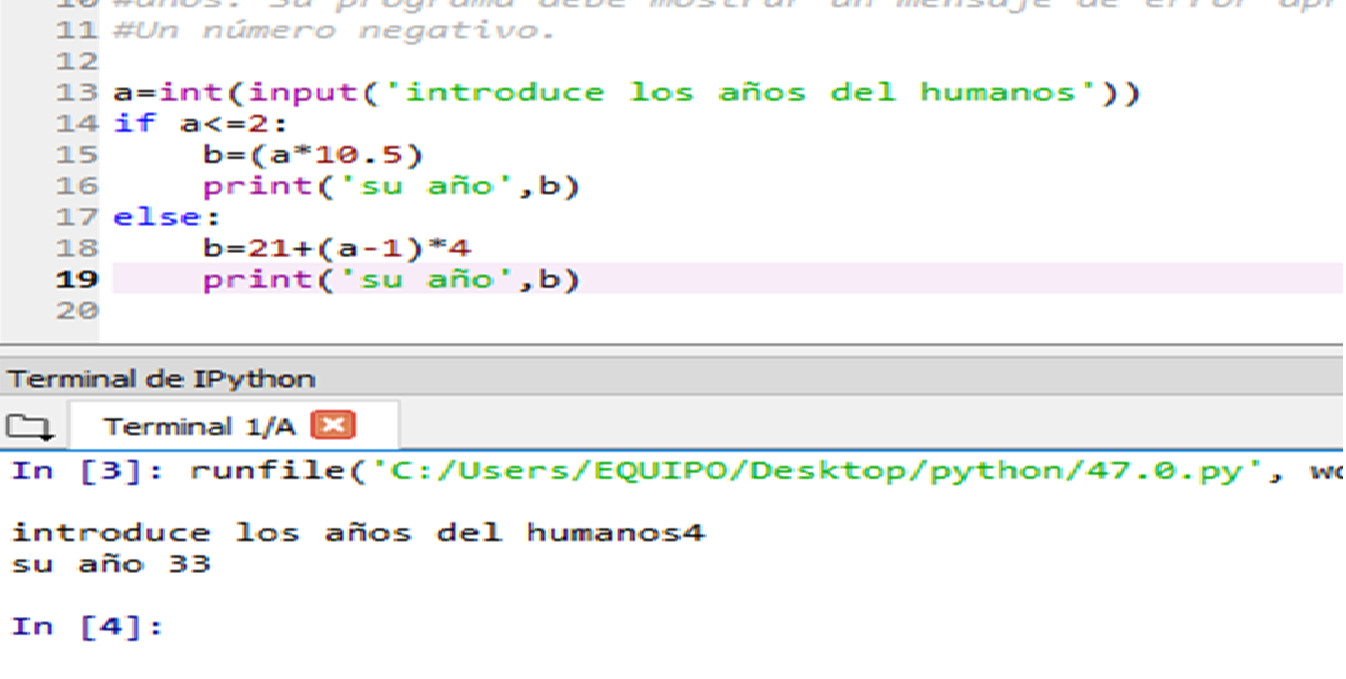 10 #años. Su programa debe mostrar un mensaje de error apr
11 #Un número negativo.
12
13 a=int(input('introduce los años del humanos'))
14 if a<=2:
15     b=(a*10.5)
16     print('su año',b)
17 else:
18     b=21+(a-1)*4
19     print('su año',b)
20
Terminal de IPython
Terminal 1/A
In [3]: runfile('C:/Users/EQUIPO/Desktop/python/47.0.py', wo
introduce los años del humanos4
su año 33
In [4]: